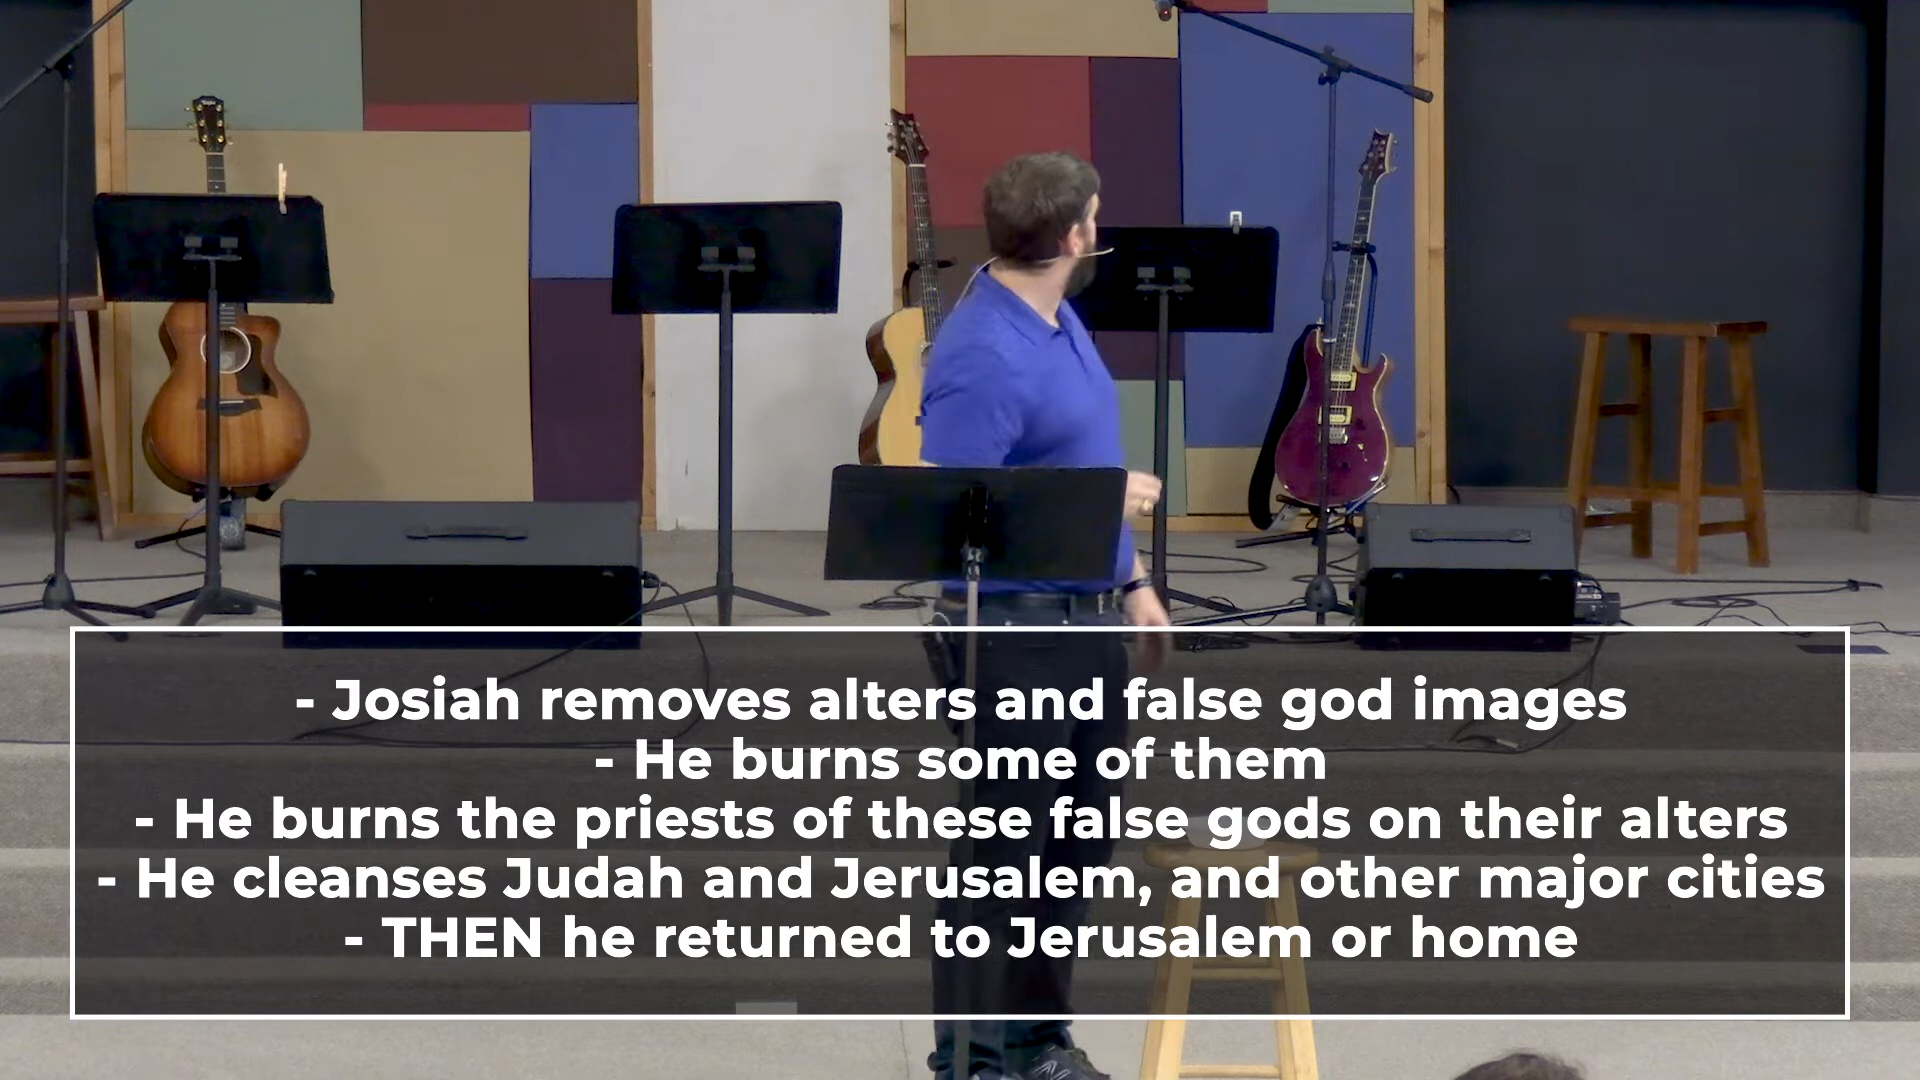 - Josiah removes alters and false god images
- He burns some of them
- He burns the priests of these false gods on their alters
- He cleanses Judah and Jerusalem, and other major cities
- THEN he returned to Jerusalem or home